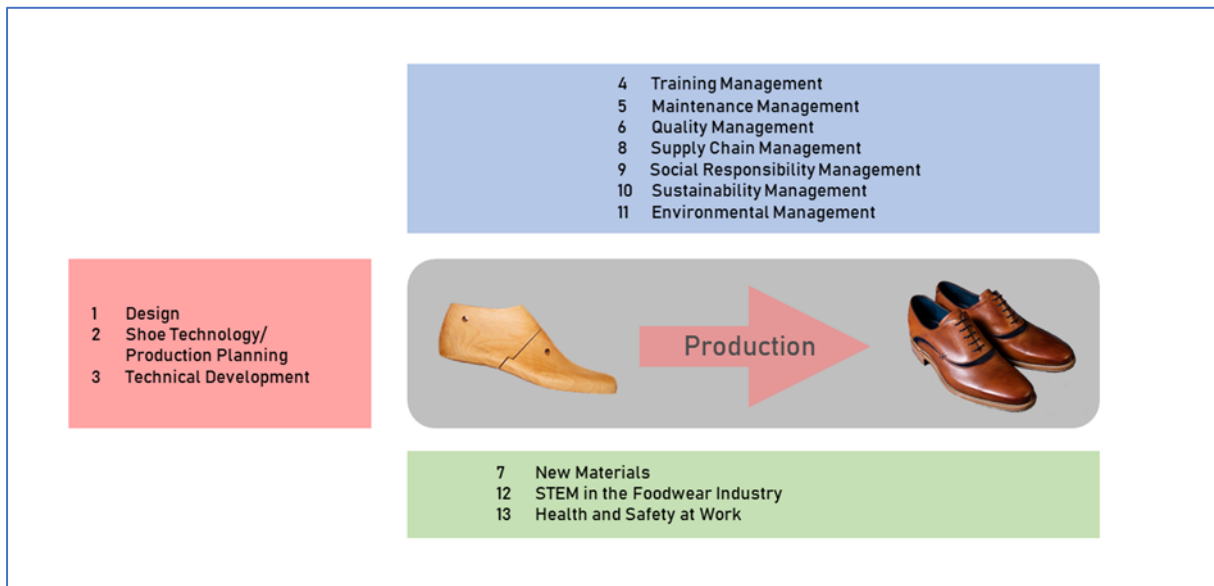 4 Training Management
5 Maintenance Management
6 Quality Management
8 Supply Chain Management
9 Social Responsibility Management
10 Sustainability Management
11 Environmental Management
1 Design
2 Shoe Technology/
Production Planning
3 Technical Development
Production
7 New Materials
12 STEM in the Foodwear Industry
13 Health and Safety at Work